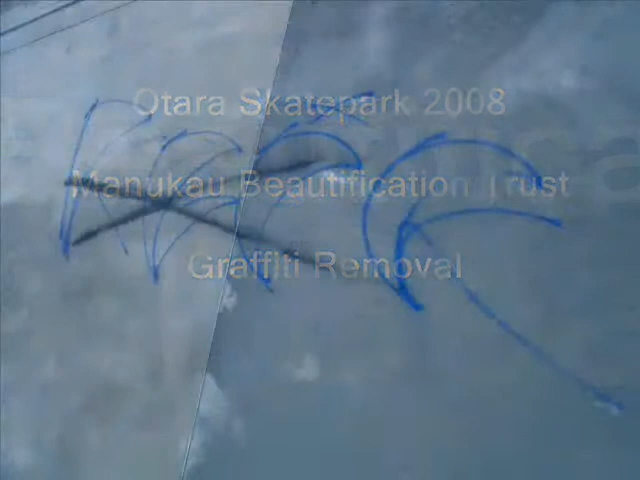 Otara Skatepark 2008
Manukau Beautification Trust
Graffiti Removal